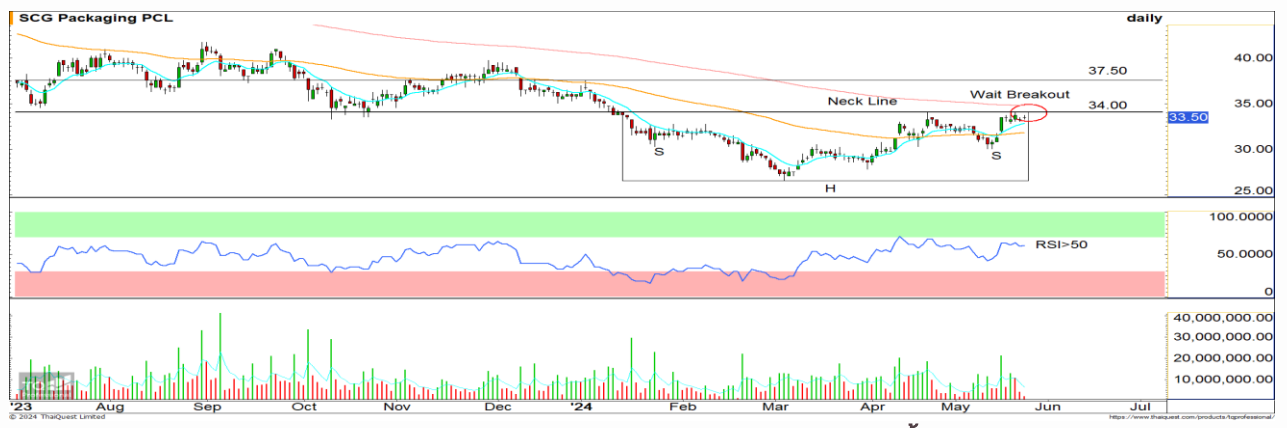 SCG Packaging PCL
daily
40.00
37.50
Wait Breakout
Neck Line
34.00
35.00
33.50
S
S
30.00
H
25.00
100.0000
RSI>50
50.0000
0
40,000,000.00
30,000,000.00
20,000,000.00
10,000,000.00
'23 Aug Sep Oct Nov Dec '24 Feb Mar Apr May Jun Jul
© 2024 ThaiQuest Limited
https://www.thaiquest.com/products/tqprofessional/